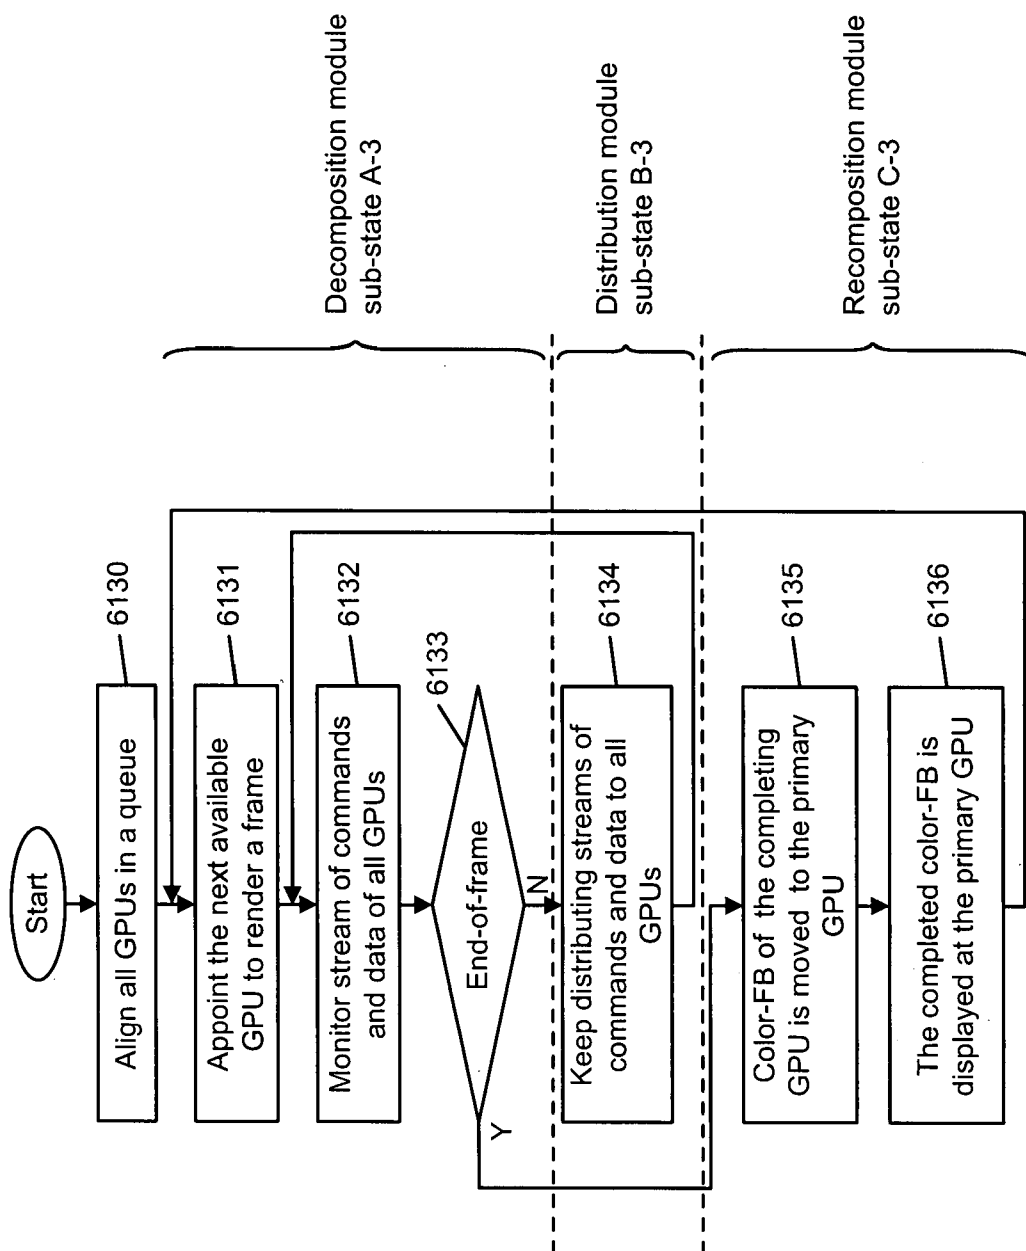 Start
Align all GPUs in a queue
6130
Appoint the next available
GPU to render a frame
6131
Monitor stream of commands
and data of all GPUs
6132
End-of-frame
6133
Y
N
Decomposition module
sub-state A-3
Keep distributing streams of
commands and data to all
GPUs
6134
Distribution module
sub-state B-3
Color-FB of the completing
GPU is moved to the primary
GPU
6135
The completed color-FB is
displayed at the primary GPU
6136
Recomposition module
sub-state C-3